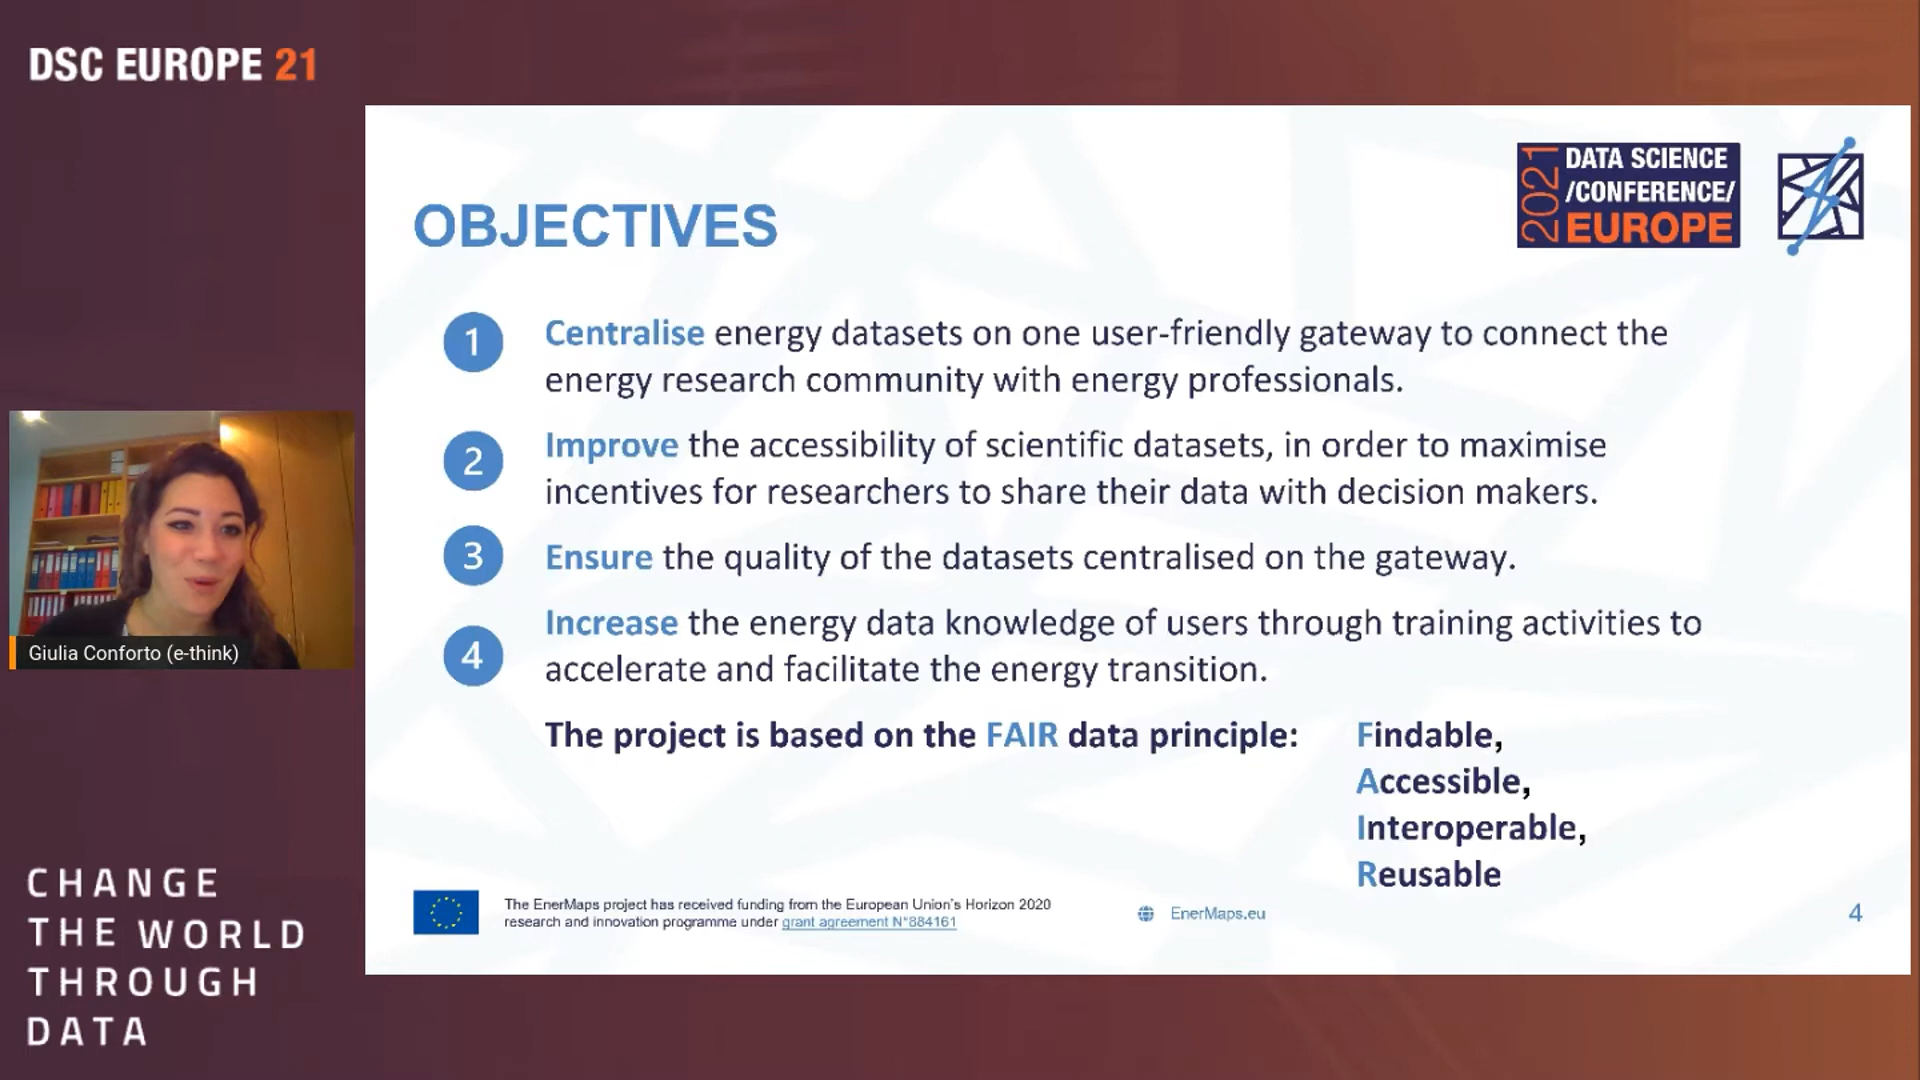 DSC EUROPE 21
2021
DATA SCIENCE
/CONFERENCE/
EUROPE
OBJECTIVES
1
Centralise energy datasets on one user-friendly gateway to connect the
energy research community with energy professionals.
2
Improve the accessibility of scientific datasets, in order to maximise
incentives for researchers to share their data with decision makers.
3
Ensure the quality of the datasets centralised on the gateway.
4
Increase the energy data knowledge of users through training activities to
accelerate and facilitate the energy transition.
The project is based on the FAIR data principle:
Findable,
Accessible,
Interoperable,
Reusable
Giulia Conforto (e-think)
CHANGE
THE WORLD
THROUGH
DATA
The EnerMaps project has received funding from the European Union's Horizon 2020
research and innovation programme under grant agreement N°884161
EnerMaps.eu
4